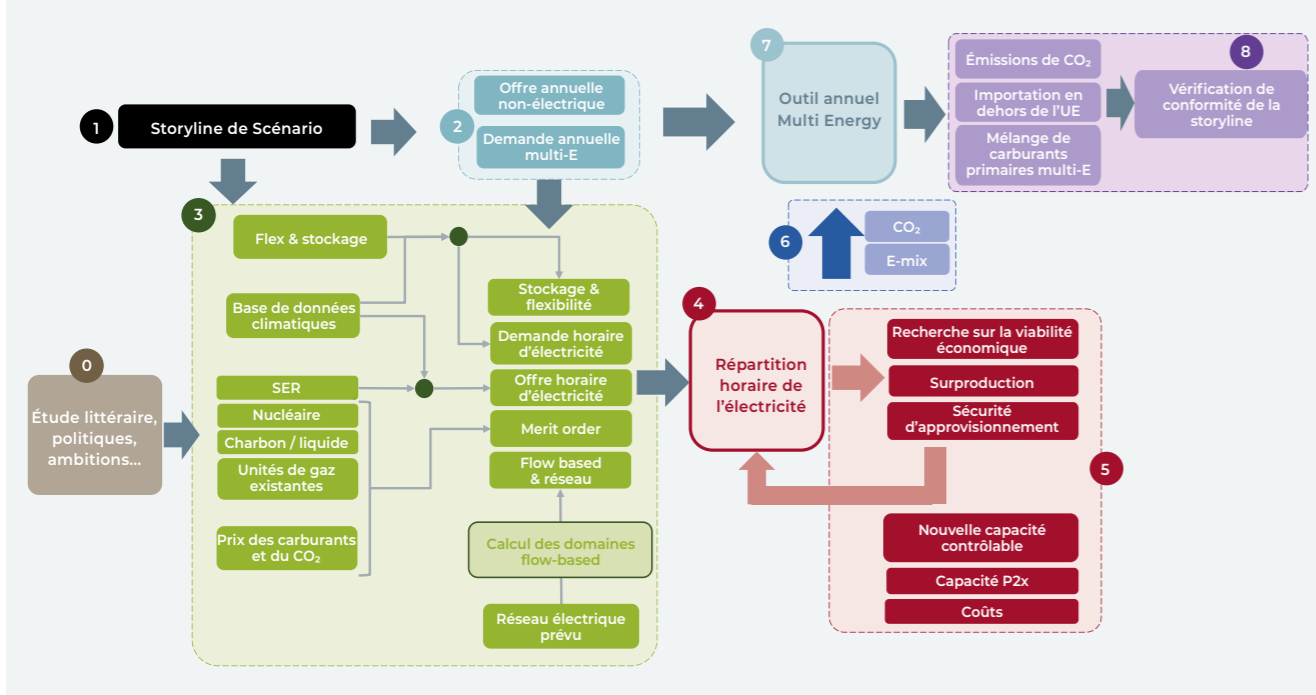 0
Étude littéraire,
politiques,
ambitions...
1
Storyline de Scénario
2
Offre annuelle
non-électrique
Demande annuelle
multi-E
3
Flex & stockage
Base de données
climatiques
SER
Nucléaire
Charbon / liquide
Unités de gaz
existantes
Prix des carburants
et du CO₂
Stockage &
flexibilité
Demande horaire
d'électricité
Offre horaire
d'électricité
Merit order
Flow based
& réseau
Calcul des domaines
flow-based
Réseau électrique
prévu
4
Répartition
horaire de
l'électricité
5
Recherche sur la viabilité
économique
Surproduction
Sécurité
d'approvisionnement
Nouvelle capacité
contrôlable
Capacité P2x
Coûts
6
CO₂
E-mix
7
Outil annuel
Multi Energy
8
Émissions de CO₂
Importation en
dehors de l'UE
Mélange de
carburants
primaires multi-E
Vérification de
conformité de la
storyline